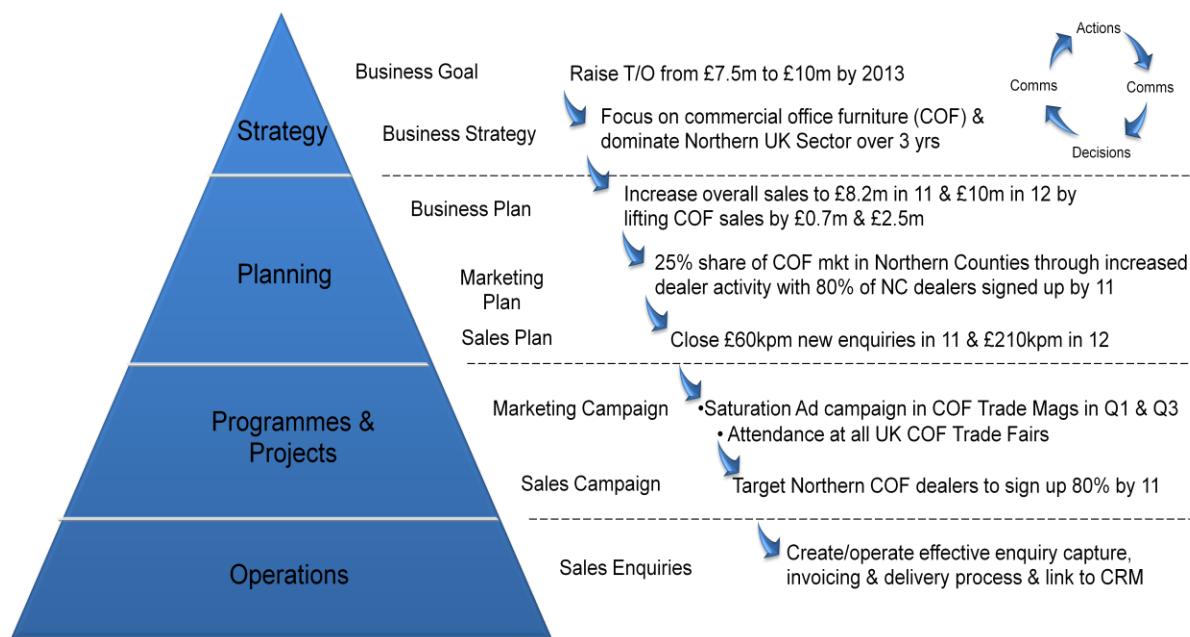 Actions
Comms
Comms
Decisions
Business Goal
Raise T/O from £7.5m to £10m by 2013
Strategy
Business Strategy
Focus on commercial office furniture (COF) &
dominate Northern UK Sector over 3 yrs
Planning
Business Plan
Increase overall sales to £8.2m in 11 & £10m in 12 by
lifting COF sales by £0.7m & £2.5m
Marketing
Plan
25% share of COF mkt in Northern Counties through increased
dealer activity with 80% of NC dealers signed up by 11
Sales Plan
Close £60kpm new enquiries in 11 & £210kpm in 12
Programmes &
Projects
Marketing Campaign
•Saturation Ad campaign in COF Trade Mags in Q1 & Q3
• Attendance at all UK COF Trade Fairs
Sales Campaign
Target Northern COF dealers to sign up 80% by 11
Operations
Sales Enquiries
Create/operate effective enquiry capture,
invoicing & delivery process & link to CRM